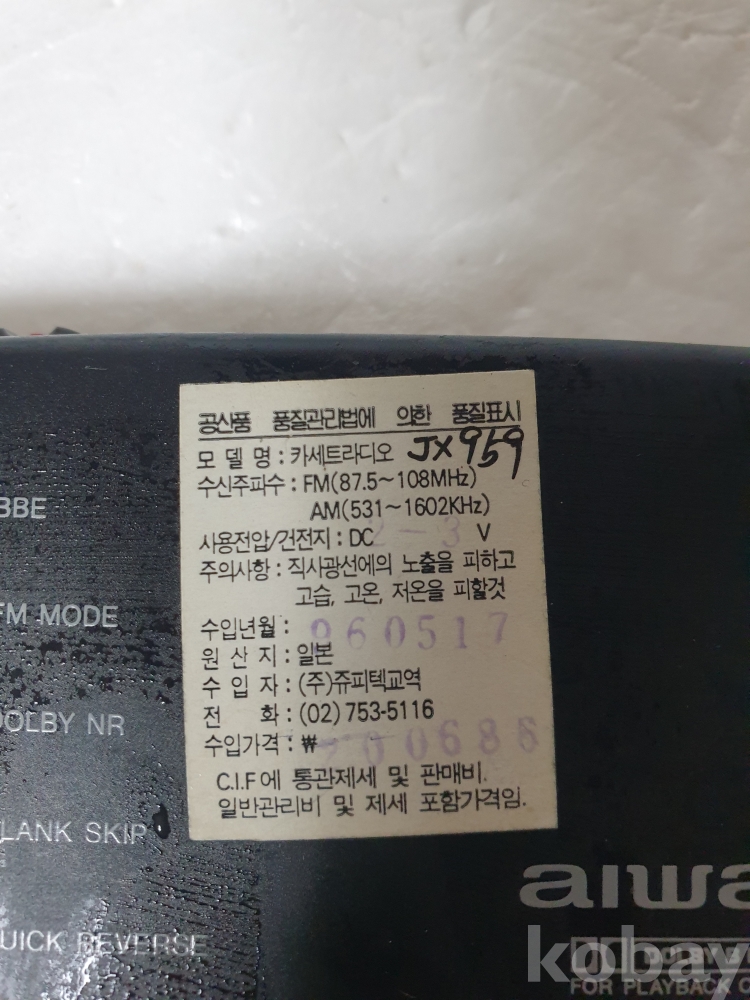 공산품 품질관리법에 의한 품질표시
모 델 명 : 카세트라디오 JX959
수신주파수 : FM(87.5~108MHz)
AM(531~1602KHz)
사용전압/건전지 : DC 2-3 V
주의사항 : 직사광선에의 노출을 피하고
고습, 고온, 저온을 피할것
수입년월 : 960517
원 산 지 : 일본
수 입 자 : (주)쥬피텍교역
전 화 : (02) 753-5116
수입가격 : ₩ 200686
C.I.F에 통관제세 및 판매비.
일반관리비 및 제세 포함가격임.
BBE
FM MODE
DOLBY NR
BLANK SKIP
QUICK REVERSE
aiwa
DOLBY B
FOR PLAYBACK
kobay